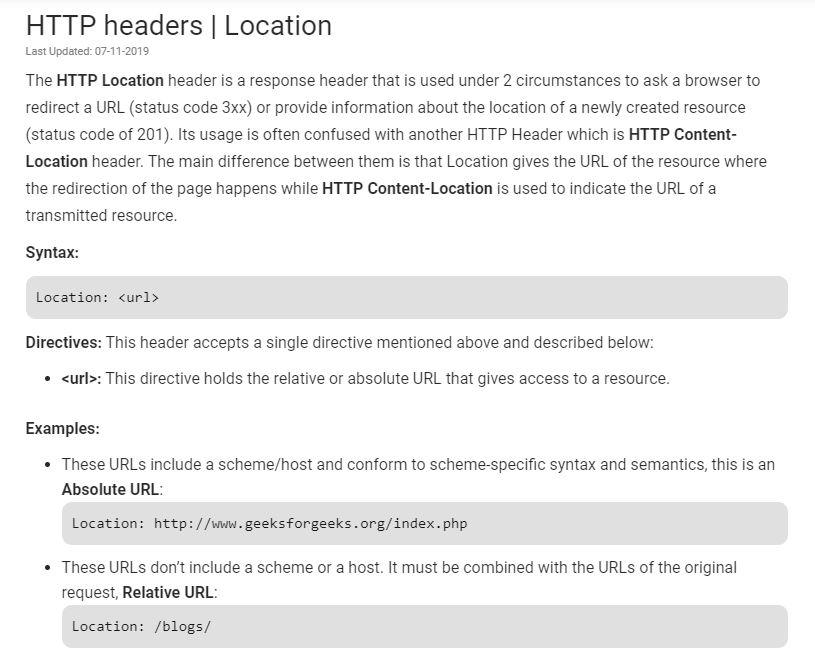 HTTP headers | Location
Last Updated: 07-11-2019
The HTTP Location header is a response header that is used under 2 circumstances to ask a browser to
redirect a URL (status code 3xx) or provide information about the location of a newly created resource
(status code of 201). Its usage is often confused with another HTTP Header which is HTTP Content-
Location header. The main difference between them is that Location gives the URL of the resource where
the redirection of the page happens while HTTP Content-Location is used to indicate the URL of a
transmitted resource.
Syntax:
Location: <url>
Directives: This header accepts a single directive mentioned above and described below:
• <url>: This directive holds the relative or absolute URL that gives access to a resource.
Examples:
• These URLs include a scheme/host and conform to scheme-specific syntax and semantics, this is an
Absolute URL:
Location: http://www.geeksforgeeks.org/index.php
• These URLs don’t include a scheme or a host. It must be combined with the URLs of the original
request, Relative URL:
Location: /blogs/